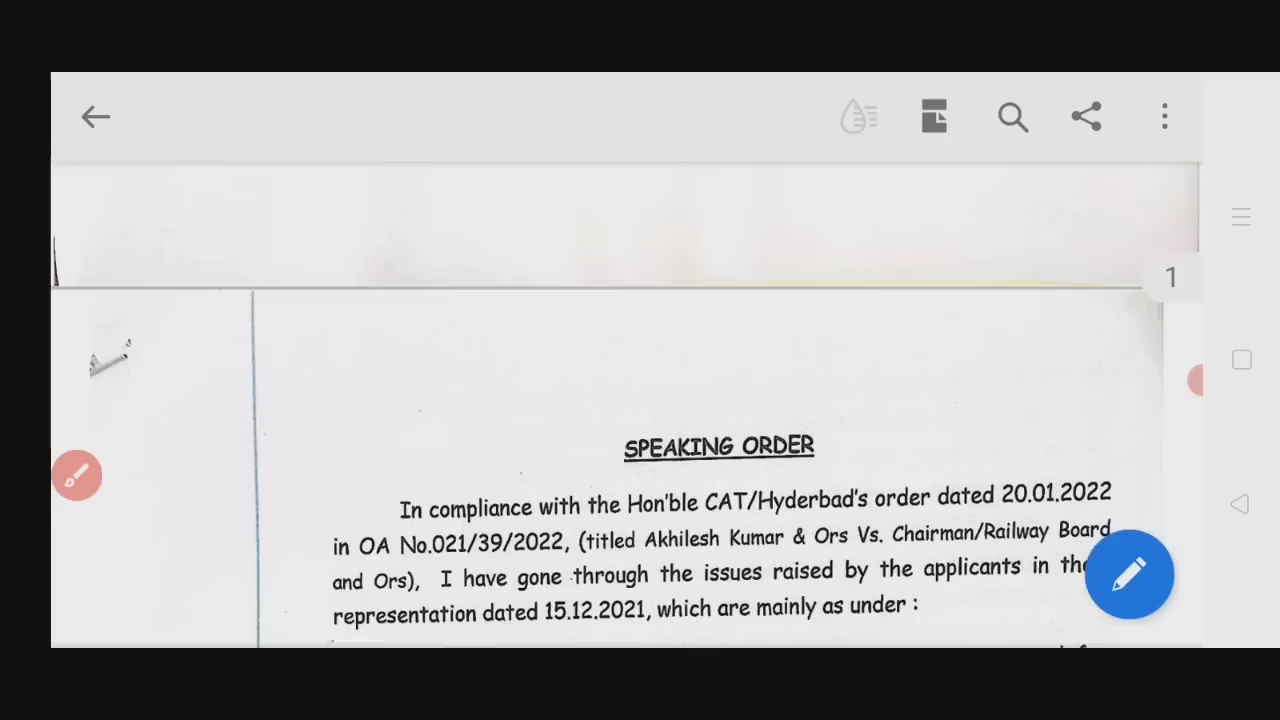 1
SPEAKING ORDER
In compliance with the Hon'ble CAT/Hyderbad's order dated 20.01.2022
in OA No.021/39/2022, (titled Akhilesh Kumar & Ors Vs. Chairman/Railway Board
and Ors), I have gone through the issues raised by the applicants in
representation dated 15.12.2021, which are mainly as under :